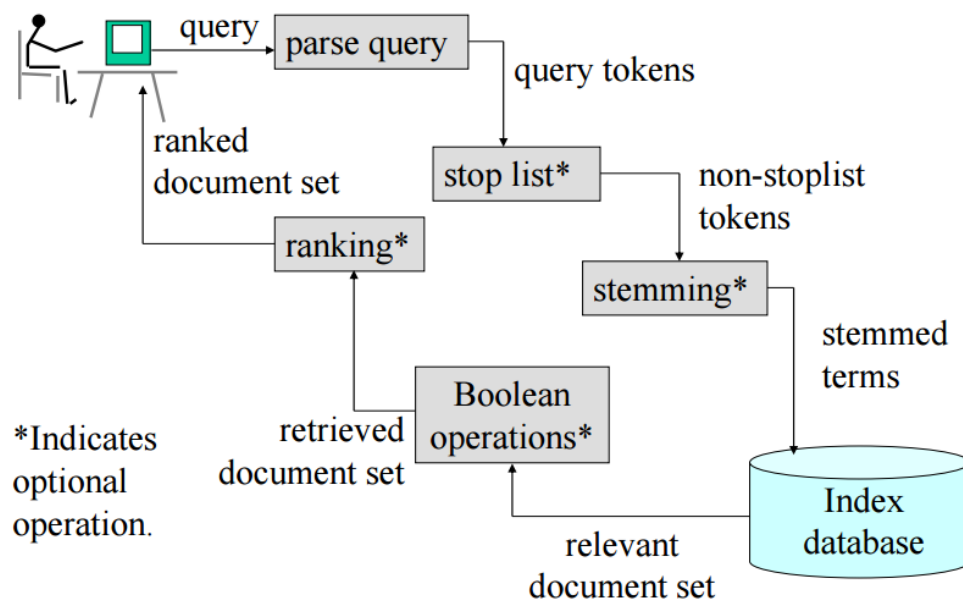 query
parse query
query tokens
ranked
document set
stop list*
non-stoplist
tokens
ranking*
stemming*
stemmed
terms
Boolean
operations*
*Indicates
optional
operation.
retrieved
document set
Index
database
relevant
document set